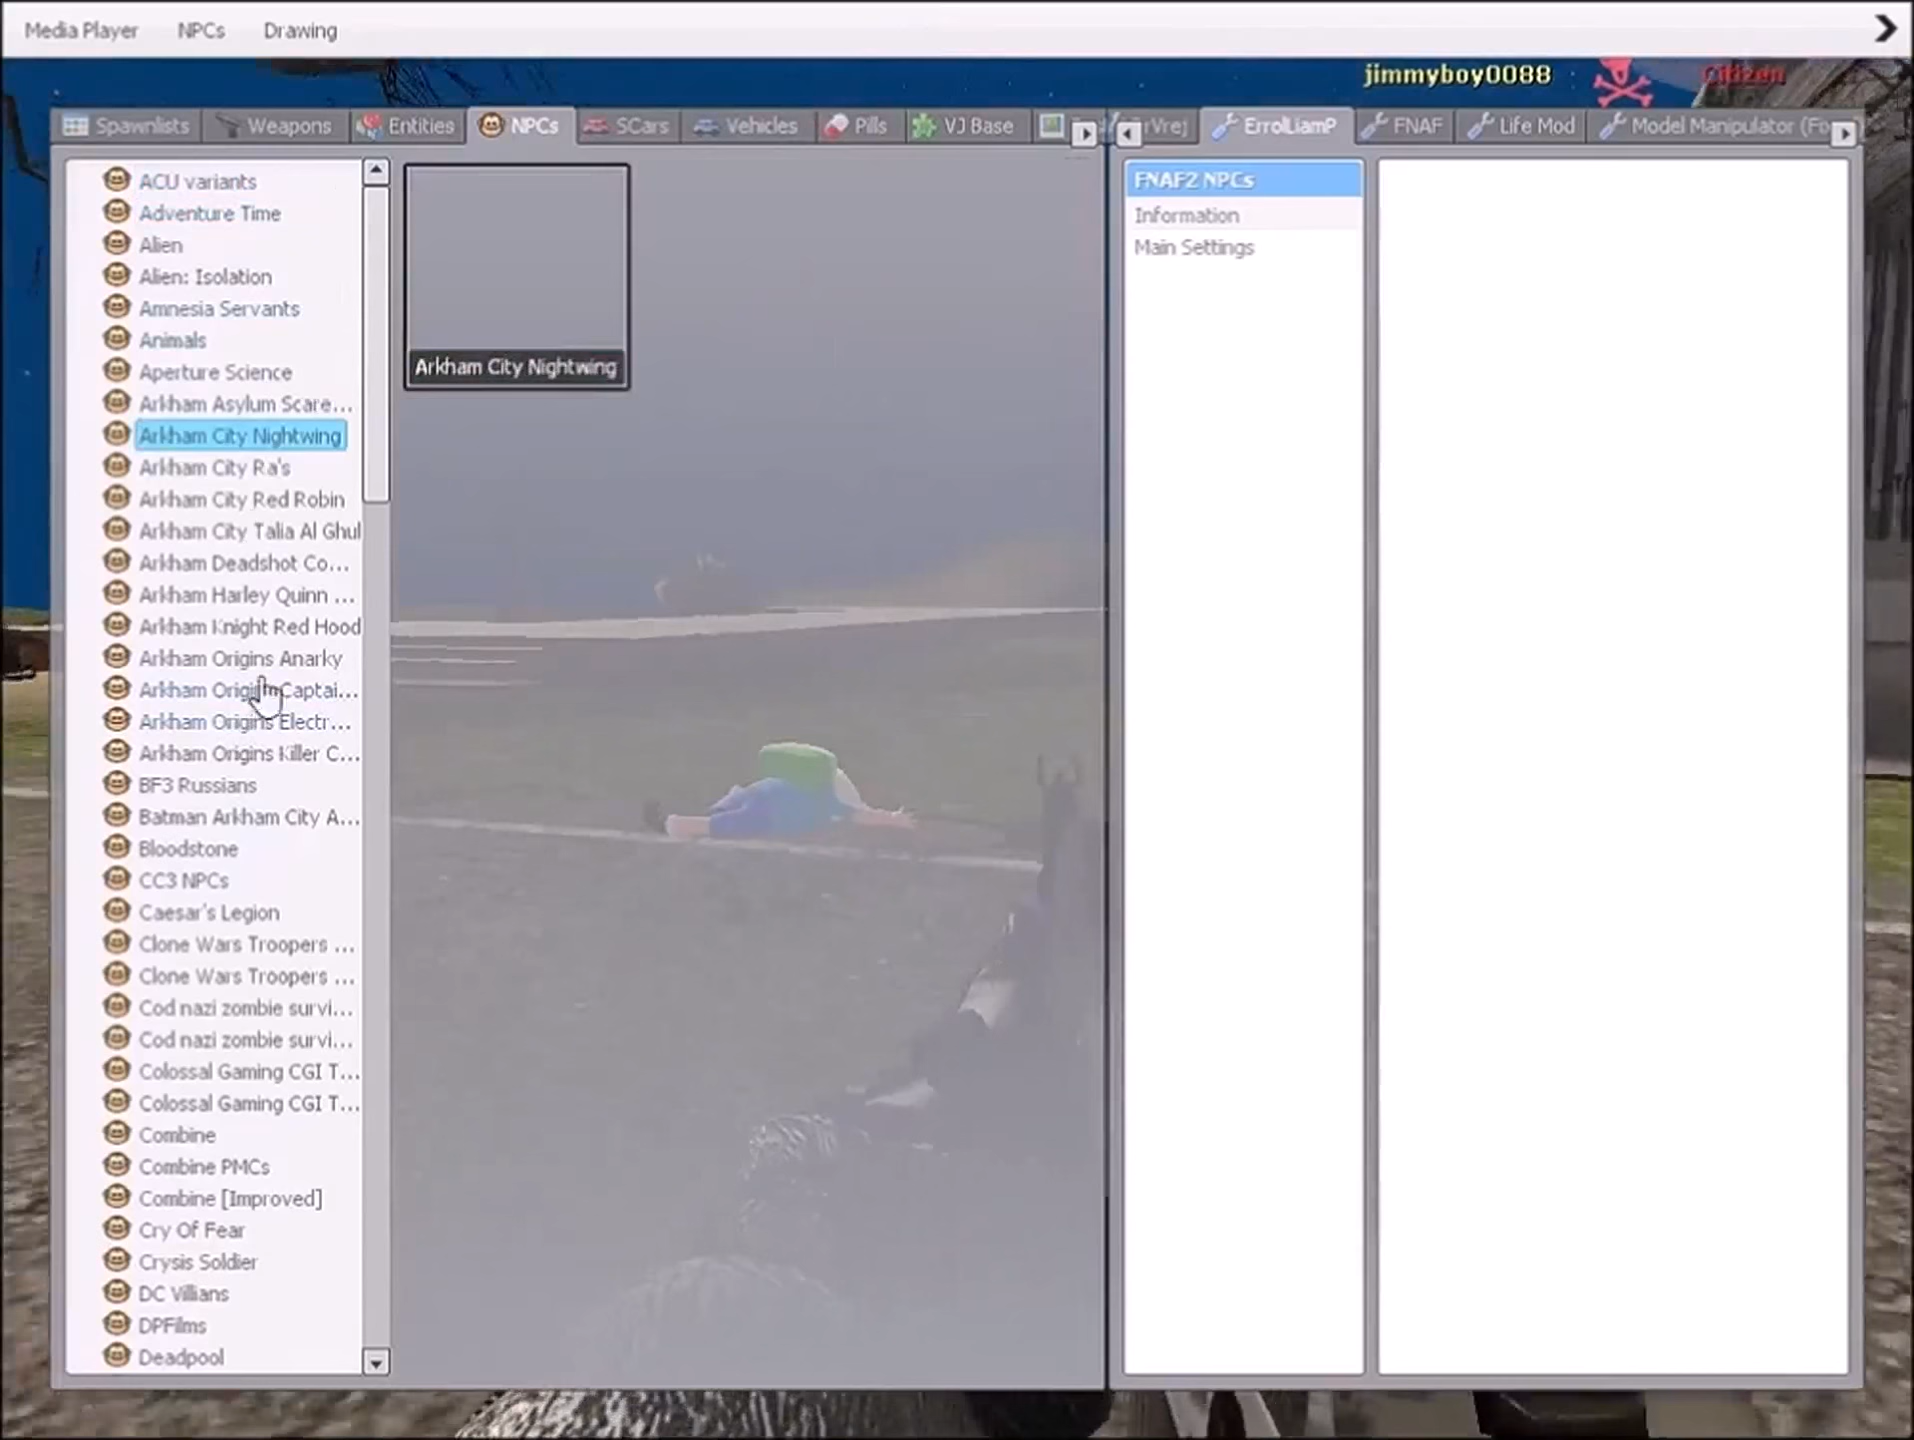 Media Player NPCs Drawing
jimmyboy0088 Citizen
Spawnlists Weapons Entities NPCs SCars Vehicles Pills VJ Base ErrolLiamP FNAF Life Mod Model Manipulator
ACU variants
Adventure Time
Alien
Alien: Isolation
Amnesia Servants
Animals
Aperture Science
Arkham Asylum Scare...
Arkham City Nightwing
Arkham City Ra's
Arkham City Red Robin
Arkham City Talia Al Ghul
Arkham Deadshot Co...
Arkham Harley Quinn ...
Arkham Knight Red Hood
Arkham Origins Anarky
Arkham Origins Captai...
Arkham Origins Electr...
Arkham Origins Killer C...
BF3 Russians
Batman Arkham City A...
Bloodstone
CC3 NPCs
Caesar's Legion
Clone Wars Troopers ...
Clone Wars Troopers ...
Cod nazi zombie survi...
Cod nazi zombie survi...
Colossal Gaming CGI T...
Colossal Gaming CGI T...
Combine
Combine PMCs
Combine [Improved]
Cry Of Fear
Crysis Soldier
DC Villians
DPFilms
Deadpool
Arkham City Nightwing
FNAF2 NPCs
Information
Main Settings